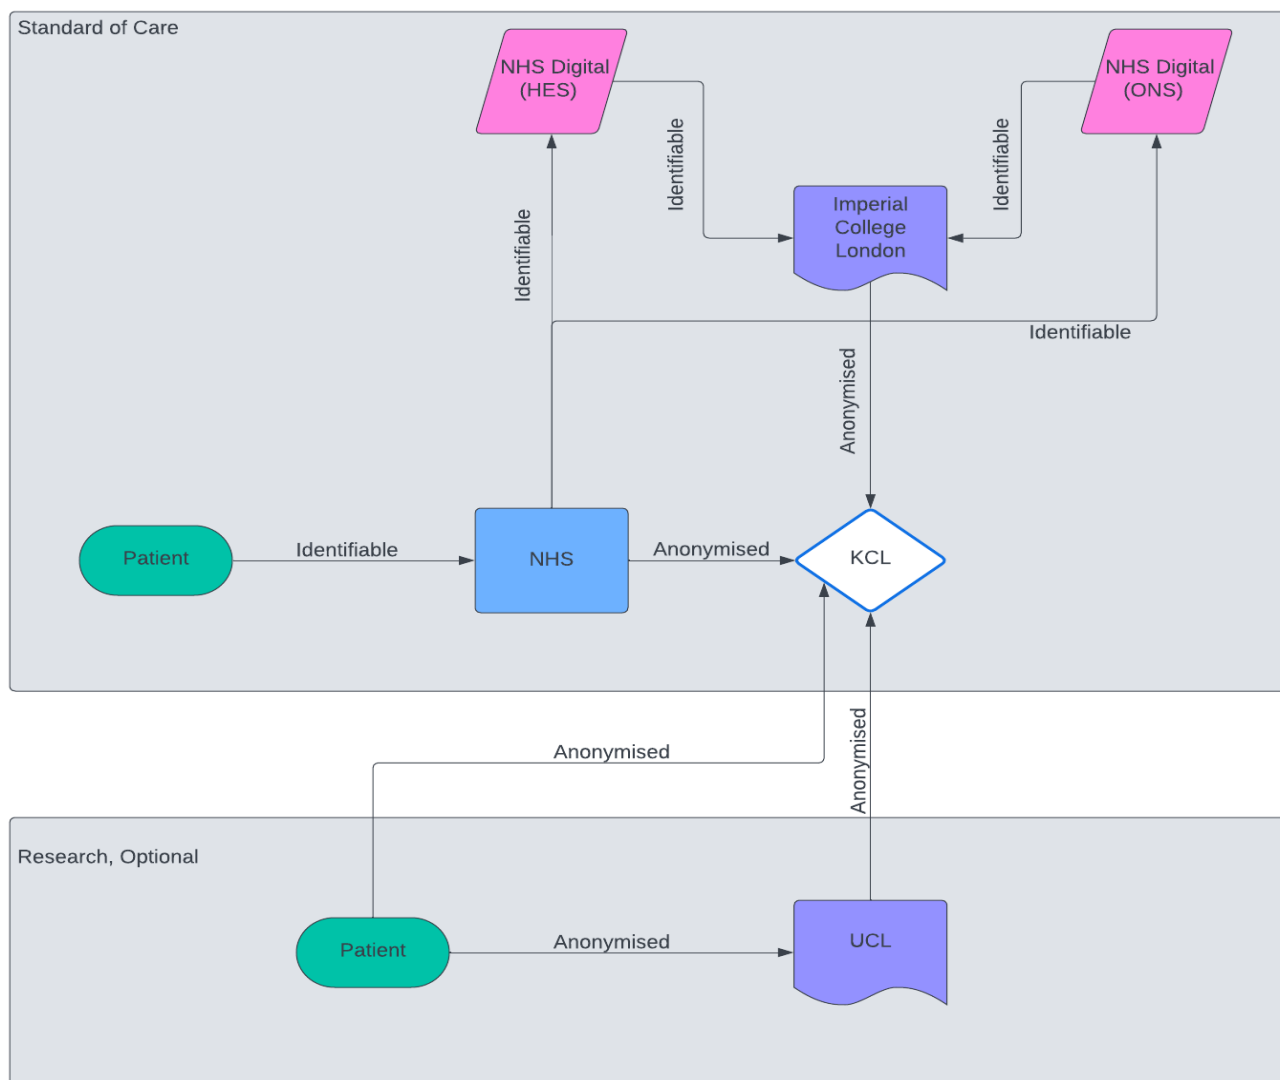 Standard of Care
NHS Digital
(HES)
NHS Digital
(ONS)
Identifiable
Identifiable
Imperial
College
London
Identifiable
Identifiable
Anonymised
Patient
Identifiable
NHS
Anonymised
KCL
Anonymised
Anonymised
Research, Optional
Patient
Anonymised
UCL